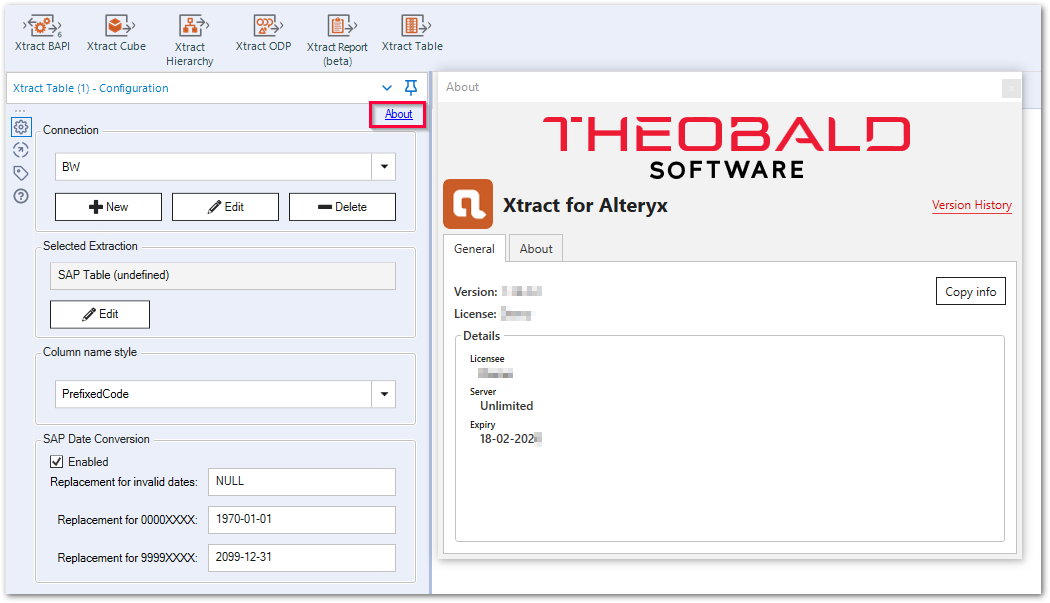 Xtract BAPI
Xtract Cube
Xtract
Hierarchy
Xtract ODP
Xtract Report
(beta)
Xtract Table
Xtract Table (1) - Configuration
About
Connection
BW
New
Edit
Delete
Selected Extraction
SAP Table (undefined)
Edit
Column name style
PrefixedCode
SAP Date Conversion
Enabled
Replacement for invalid dates:
NULL
Replacement for 0000XXXX:
1970-01-01
Replacement for 9999XXXX:
2099-12-31
About
THEOBALD
SOFTWARE
Xtract for Alteryx
Version History
General
About
Version:
Copy info
License:
Details
Licensee
Server
Unlimited
Expiry
18-02-202